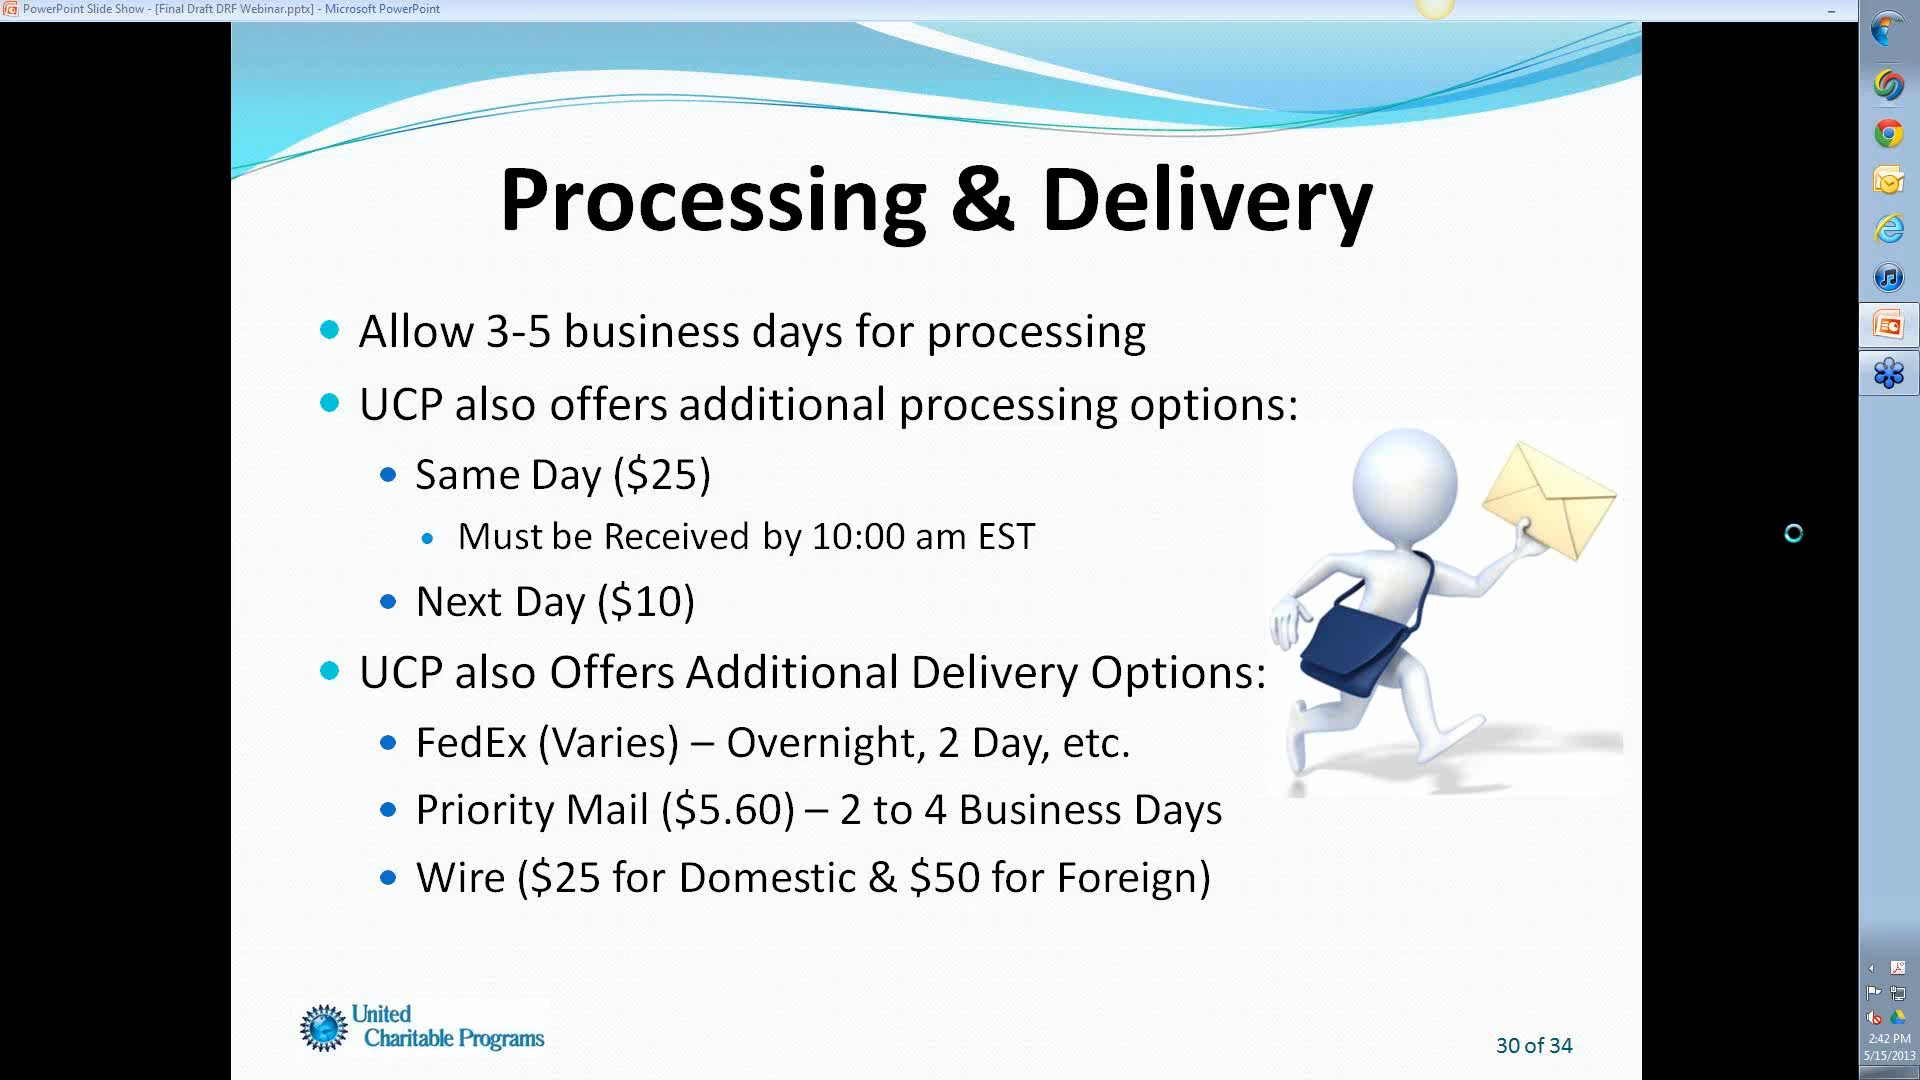 PowerPoint Slide Show - [Final Draft DRF Webinar.pptx] - Microsoft PowerPoint
Processing & Delivery
Allow 3-5 business days for processing
UCP also offers additional processing options:
Same Day ($25)
Must be Received by 10:00 am EST
Next Day ($10)
UCP also Offers Additional Delivery Options:
FedEx (Varies) – Overnight, 2 Day, etc.
Priority Mail ($5.60) – 2 to 4 Business Days
Wire ($25 for Domestic & $50 for Foreign)
United
Charitable Programs
30 of 34
2:42 PM
5/15/2013